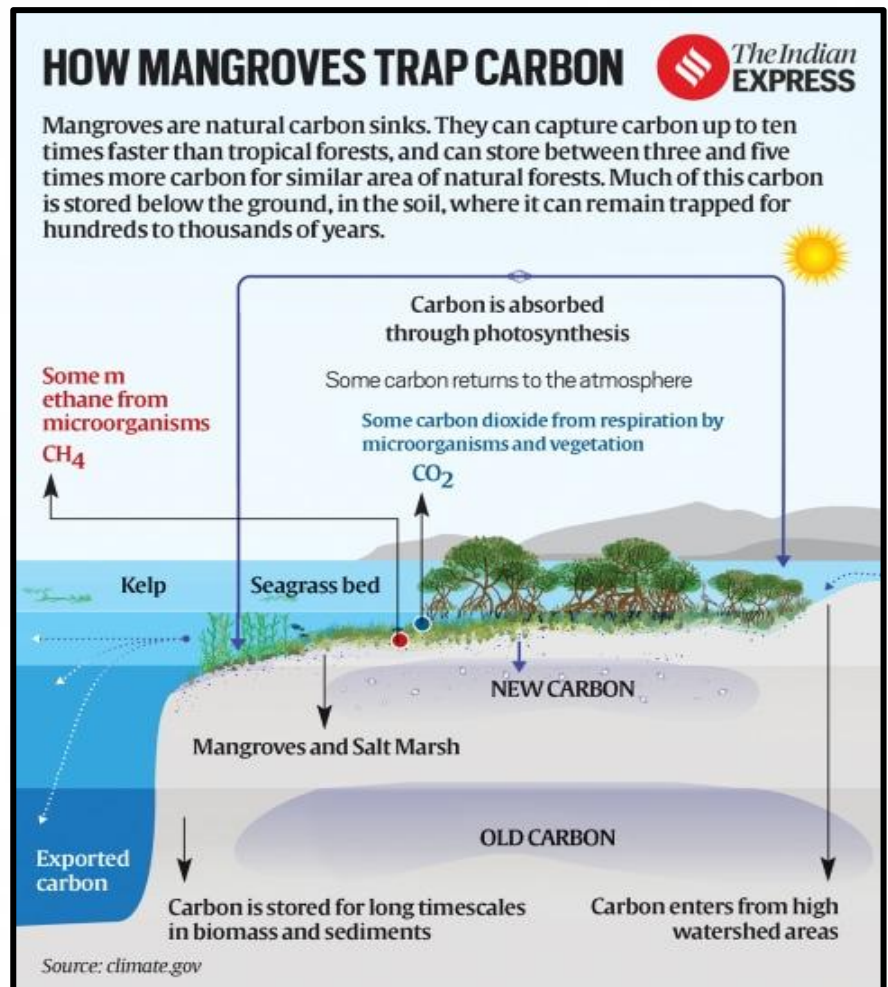 HOW MANGROVES TRAP CARBON
The Indian
EXPRESS
Mangroves are natural carbon sinks. They can capture carbon up to ten
times faster than tropical forests, and can store between three and five
times more carbon for similar area of natural forests. Much of this carbon
is stored below the ground, in the soil, where it can remain trapped for
hundreds to thousands of years.
Carbon is absorbed
through photosynthesis
Some carbon returns to the atmosphere
Some m
ethane from
microorganisms
CH4
Some carbon dioxide from respiration by
microorganisms and vegetation
CO2
Kelp
Seagrass bed
NEW CARBON
Mangroves and Salt Marsh
OLD CARBON
Exported
carbon
Carbon is stored for long timescales
in biomass and sediments
Carbon enters from high
watershed areas
Source: climate.gov